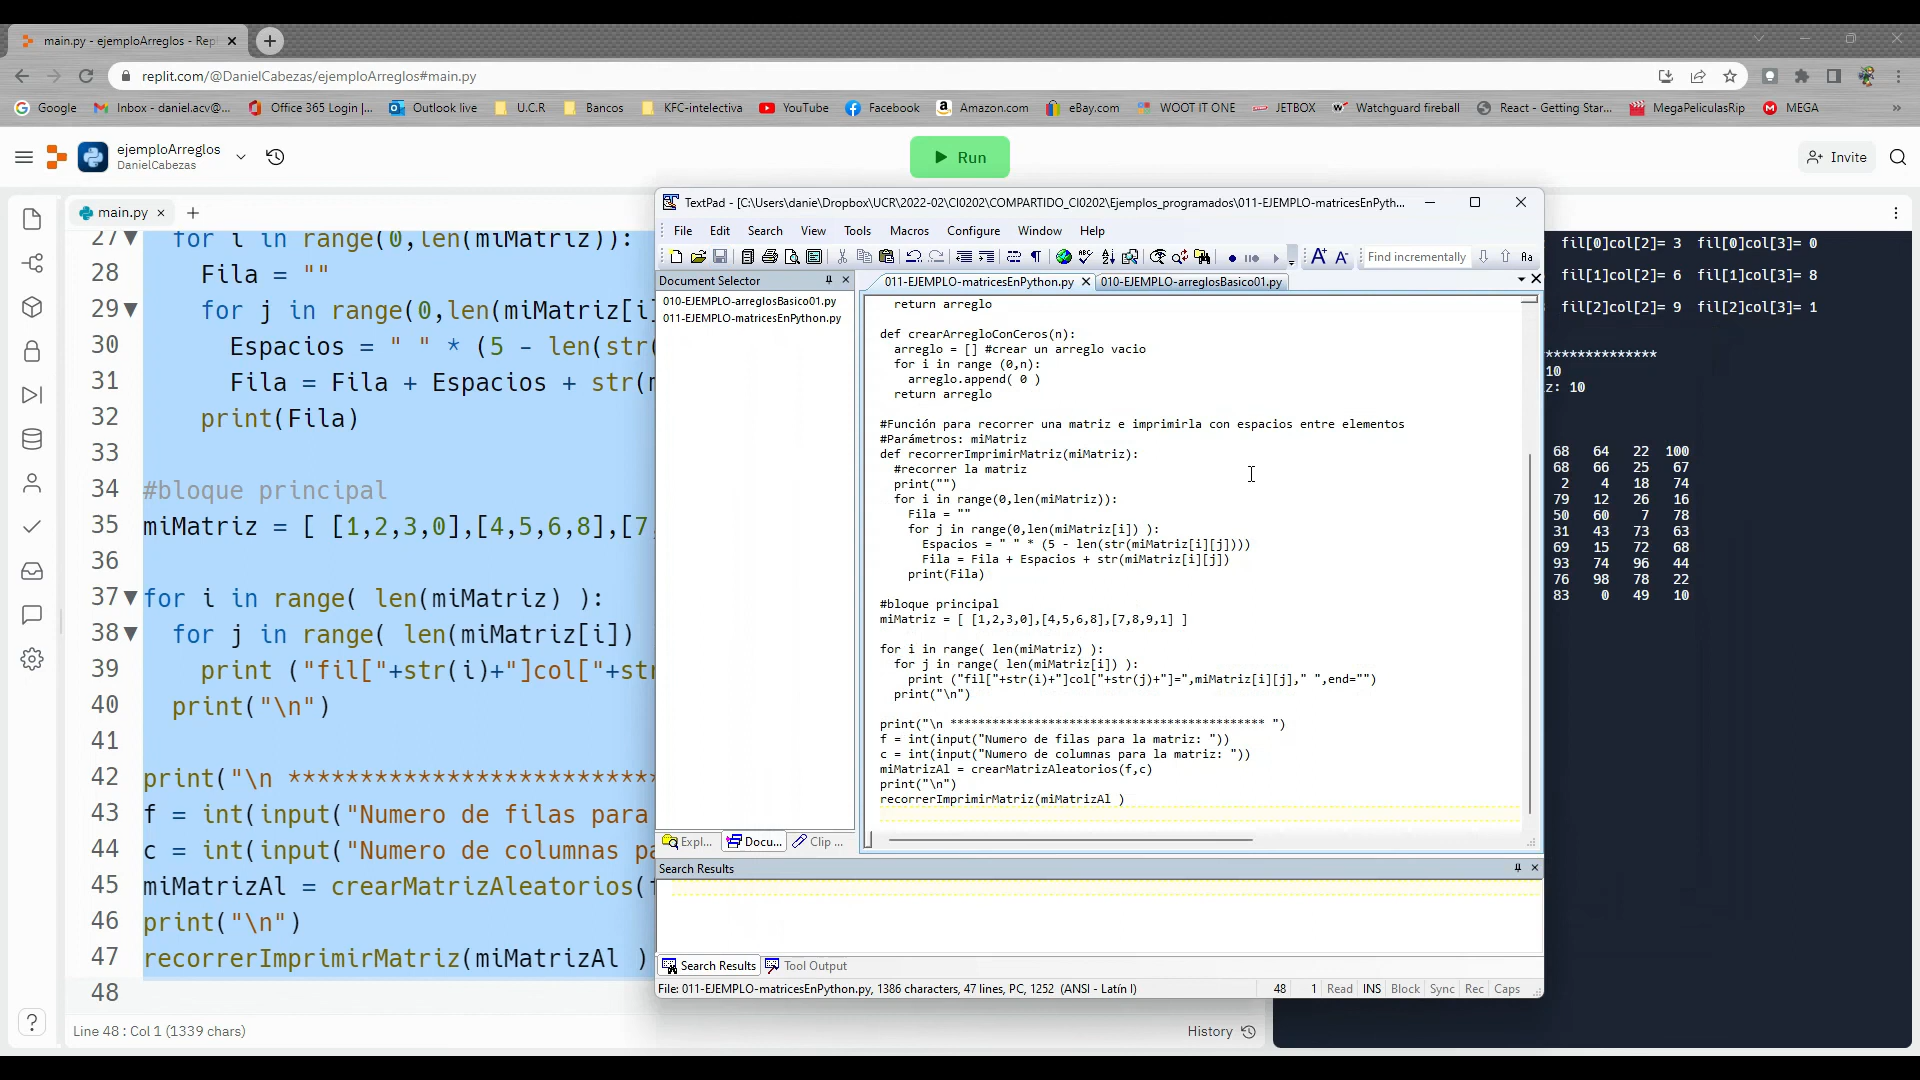 main.py - ejemploArreglos - Rep
replit.com/@DanielCabezas/ejemploArreglos#main.py
Google
Inbox - daniel.acv@...
Office 365 Login |...
Outlook live
U.C.R
Bancos
KFC-intelectiva
YouTube
Facebook
Amazon.com
eBay.com
WOOT IT ONE
JETBOX
Watchguard fireball
React - Getting Star...
MegaPeliculasRip
MEGA
ejemploArreglos
DanielCabezas
Run
Invite
main.py
27 for i in range(0,len(miMatriz)):
28 Fila = ""
29 for j in range(0,len(miMatriz[i
30 Espacios = " " * (5 - len(str(
31 Fila = Fila + Espacios + str(m
32 print(Fila)
33
34 #bloque principal
35 miMatriz = [ [1,2,3,0],[4,5,6,8],[7,
36
37 for i in range( len(miMatriz) ):
38 for j in range( len(miMatriz[i])
39 print ("fil["+str(i)+"]col["+str
40 print("\n")
41
42 print("\n **************************
43 f = int(input("Numero de filas para
44 c = int(input("Numero de columnas pa
45 miMatrizAl = crearMatrizAleatorios(f
46 print("\n")
47 recorrerImprimirMatriz(miMatrizAl )
48
Line 48 : Col 1 (1339 chars)
History
TextPad - [C:\Users\danie\Dropbox\UCR\2022-02\CI0202\COMPARTIDO_CI0202\Ejemplos_programados\011-EJEMPLO-matricesEnPyth...
File Edit Search View Tools Macros Configure Window Help
Find incrementally
Document Selector
010-EJEMPLO-arreglosBasico01.py
011-EJEMPLO-matricesEnPython.py
Expl...
Docu...
Clip ...
011-EJEMPLO-matricesEnPython.py
010-EJEMPLO-arreglosBasico01.py
return arreglo
def crearArregloConCeros(n):
arreglo = [] #crear un arreglo vacio
for i in range (0,n):
arreglo.append( 0 )
return arreglo
#Función para recorrer una matriz e imprimirla con espacios entre elementos
#Parámetros: miMatriz
def recorrerImprimirMatriz(miMatriz):
#recorrer la matriz
print("")
for i in range(0,len(miMatriz)):
Fila = ""
for j in range(0,len(miMatriz[i]) ):
Espacios = " " * (5 - len(str(miMatriz[i][j])))
Fila = Fila + Espacios + str(miMatriz[i][j])
print(Fila)
#bloque principal
miMatriz = [ [1,2,3,0],[4,5,6,8],[7,8,9,1] ]
for i in range( len(miMatriz) ):
for j in range( len(miMatriz[i]) ):
print ("fil["+str(i)+"]col["+str(j)+"]=",miMatriz[i][j]," ",end="")
print("\n")
print("\n ********************************************* ")
f = int(input("Numero de filas para la matriz: "))
c = int(input("Numero de columnas para la matriz: "))
miMatrizAl = crearMatrizAleatorios(f,c)
print("\n")
recorrerImprimirMatriz(miMatrizAl )
Search Results
Search Results
Tool Output
File: 011-EJEMPLO-matricesEnPython.py, 1386 characters, 47 lines, PC, 1252 (ANSI - Latín I)
48 1 Read INS Block Sync Rec Caps
fil[0]col[2]= 3 fil[0]col[3]= 0
fil[1]col[2]= 6 fil[1]col[3]= 8
fil[2]col[2]= 9 fil[2]col[3]= 1
**************
10
z: 10
68 64 22 100
68 66 25 67
2 4 18 74
79 12 26 16
50 60 7 78
31 43 73 63
69 15 72 68
93 74 96 44
76 98 78 22
83 0 49 10